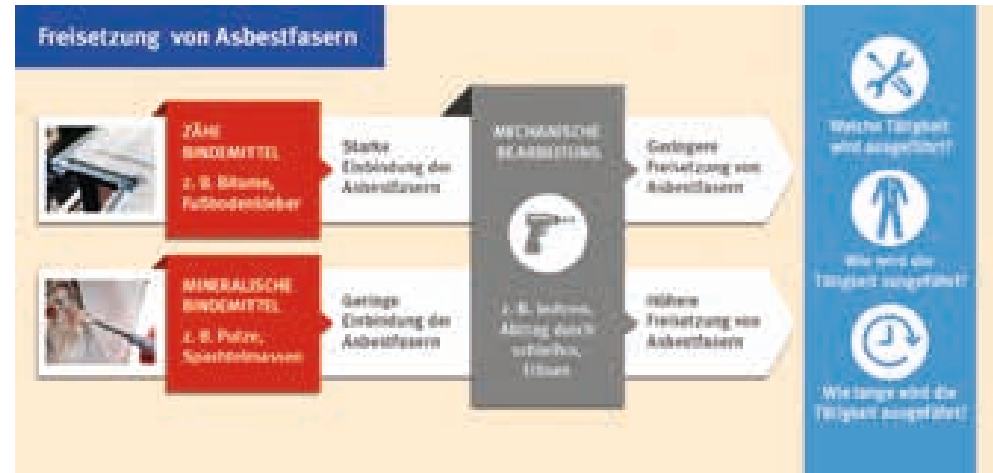 Freisetzung von Asbestfasern
ZÄHE
BINDEMITTEL
z. B. Bitume,
Fußbodenkleber
Starke
Einbindung der
Asbestfasern
MECHANISCHE
BEARBEITUNG
z. B. bohren,
Abtrag durch
schleifen,
fräsen
Geringere
Freisetzung von
Asbestfasern
MINERALISCHE
BINDEMITTEL
z. B. Putze,
Spachtelmassen
Geringe
Einbindung der
Asbestfasern
Höhere
Freisetzung von
Asbestfasern
Welche Tätigkeit
wird ausgeführt?
Wie wird die
Tätigkeit ausgeführt?
Wie lange wird die
Tätigkeit ausgeführt?